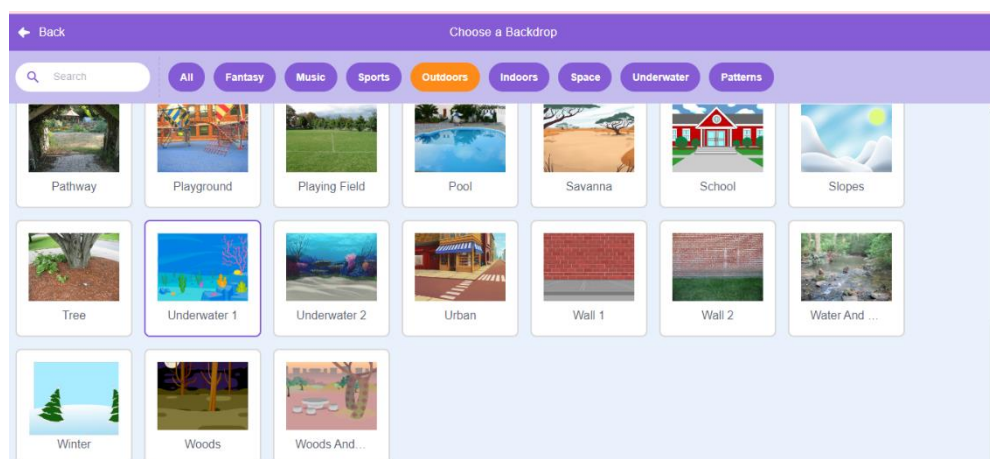 Back
Choose a Backdrop
Search
All Fantasy Music Sports Outdoors Indoors Space Underwater Patterns
Pathway Playground Playing Field Pool Savanna School Slopes
Tree Underwater 1 Underwater 2 Urban Wall 1 Wall 2 Water And ...
Winter Woods Woods And...